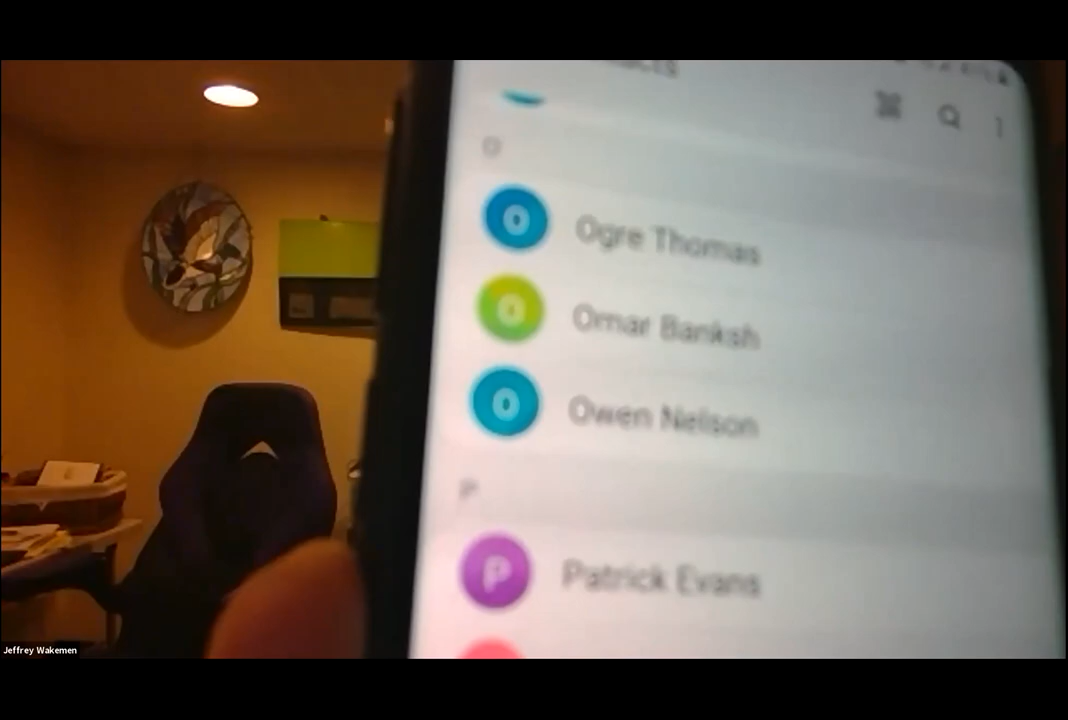 O
O
Ogre Thomas
O
Omar Banksh
O
Owen Nelson
P
P
Patrick Evans
Jeffrey Wakemen